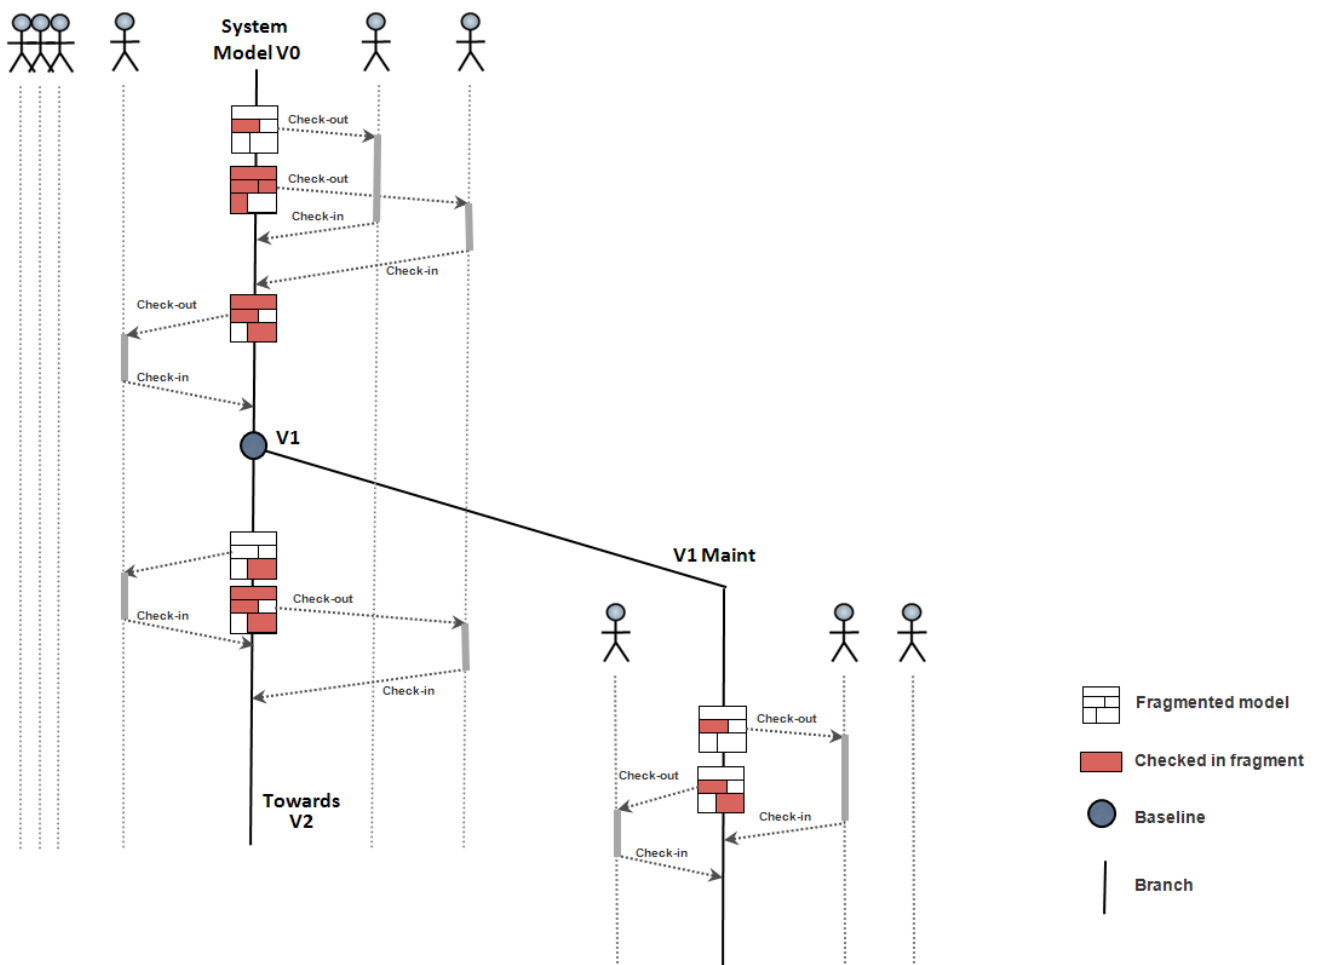 System
Model V0
Check-out
Check-out
Check-in
Check-in
Check-out
Check-in
V1
V1 Maint
Check-out
Check-in
Check-in
Check-out
Check-out
Check-in
Check-in
Towards
V2
Fragmented model
Checked in fragment
Baseline
Branch